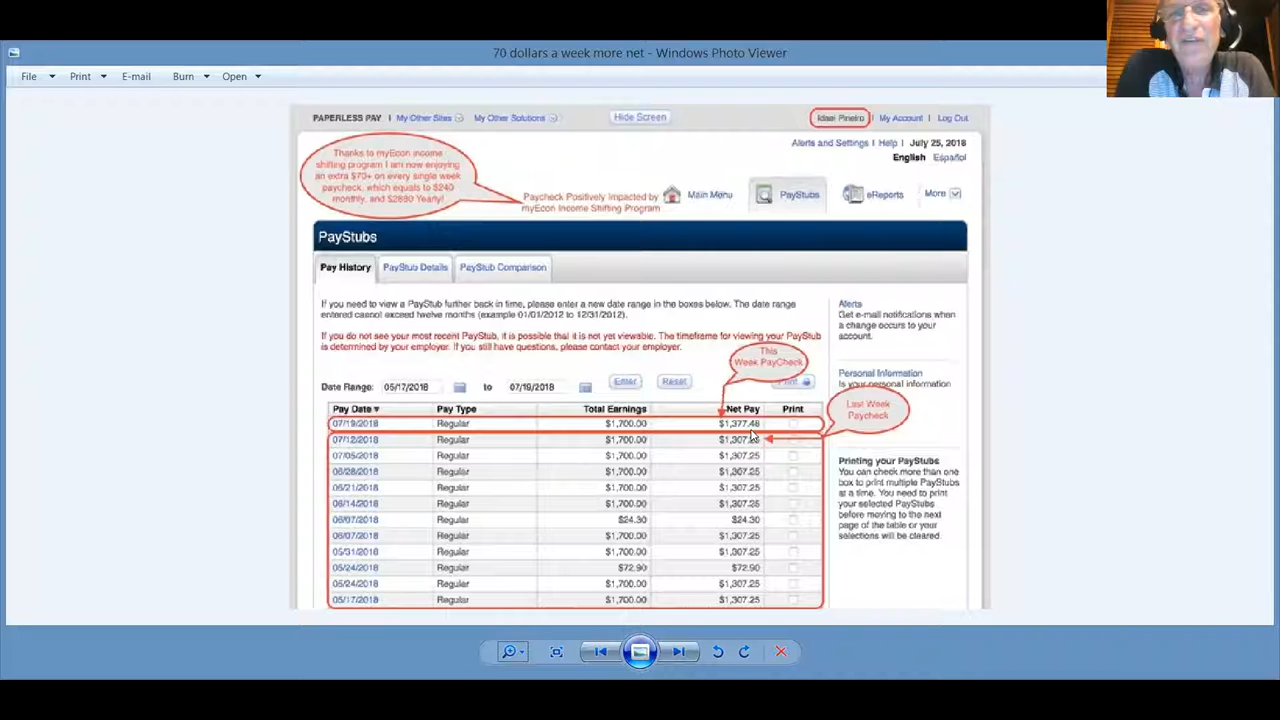 70 dollars a week more net - Windows Photo Viewer
File Print E-mail Burn Open
PAPERLESS PAY | My Other Sites My Other Solutions Hide Screen Idael Pineiro My Account | Log Out
Alerts and Settings | Help | July 25, 2018
English Español
Thanks to myEcon income
shifting program I am now enjoying
an extra $70+ on every single week
paycheck, which equals to $240
monthly, and $2880 Yearly!
Paycheck Positively Impacted by
myEcon Income Shifting Program
Main Menu PayStubs eReports More
PayStubs
Pay History PayStub Details PayStub Comparison
If you need to view a PayStub further back in time, please enter a new date range in the boxes below. The date range
entered cannot exceed twelve months (example 01/01/2012 to 12/31/2012).
If you do not see your most recent PayStub, it is possible that it is not yet viewable. The timeframe for viewing your PayStub
is determined by your employer. If you still have questions, please contact your employer.
This
Week PayCheck
Date Range: 05/17/2018 to 07/19/2018 Enter Reset Print
Pay Date Pay Type Total Earnings Net Pay Print
07/19/2018 Regular $1,700.00 $1,377.48
07/12/2018 Regular $1,700.00
07/05/2018 Regular $1,700.00 $1,307.25
06/28/2018 Regular $1,700.00 $1,307.25
06/21/2018 Regular $1,700.00 $1,307.25
06/14/2018 Regular $1,700.00 $1,307.25
06/07/2018 Regular $24.30 $24.30
06/07/2018 Regular $1,700.00 $1,307.25
05/31/2018 Regular $1,700.00 $1,307.25
05/24/2018 Regular $72.90 $72.90
05/24/2018 Regular $1,700.00 $1,307.25
05/17/2018 Regular $1,700.00 $1,307.25
Alerts
Get e-mail notifications when
a change occurs to your
account.
Personal Information
Is your personal information
Last Week
Paycheck
Printing your PayStubs
You can check more than one
box to print multiple PayStubs
at a time. You need to print
your selected PayStubs
before moving to the next
page of the table or your
selections will be cleared.